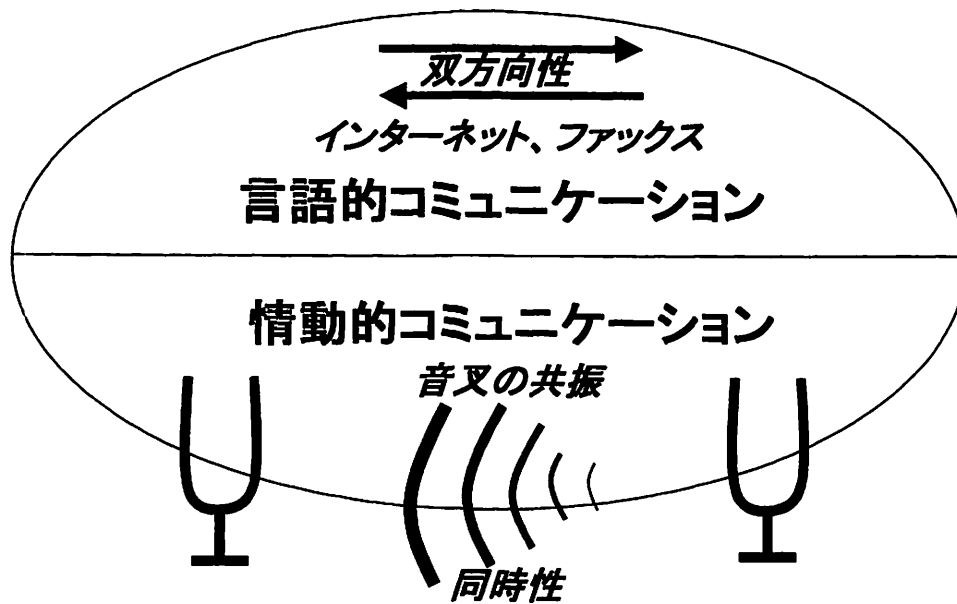 双方向性
インターネット、ファックス
言語的コミュニケーション
情動的コミュニケーション
音叉の共振
同時性